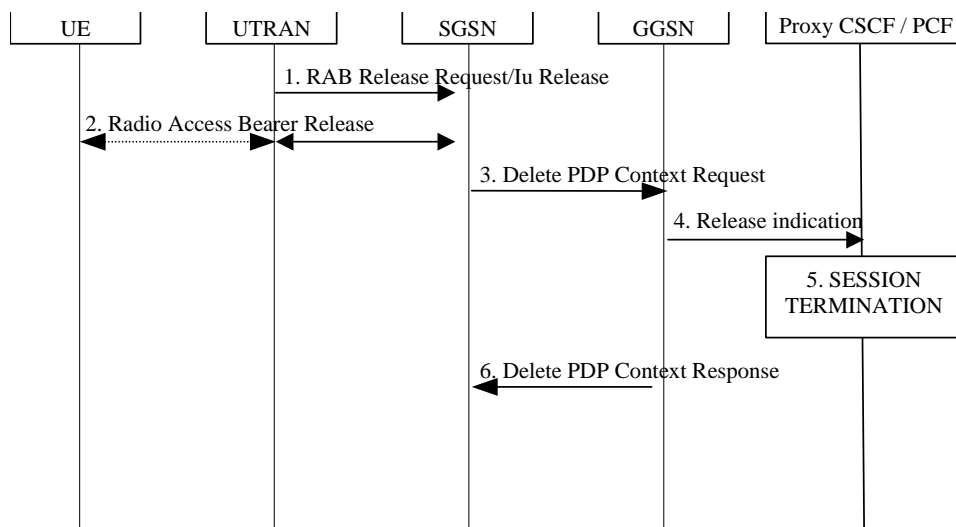 UE
UTRAN
SGSN
GGSN
Proxy CSCF / PCF
1. RAB Release Request/Iu Release
2. Radio Access Bearer Release
3. Delete PDP Context Request
4. Release indication
5. SESSION
TERMINATION
6. Delete PDP Context Response